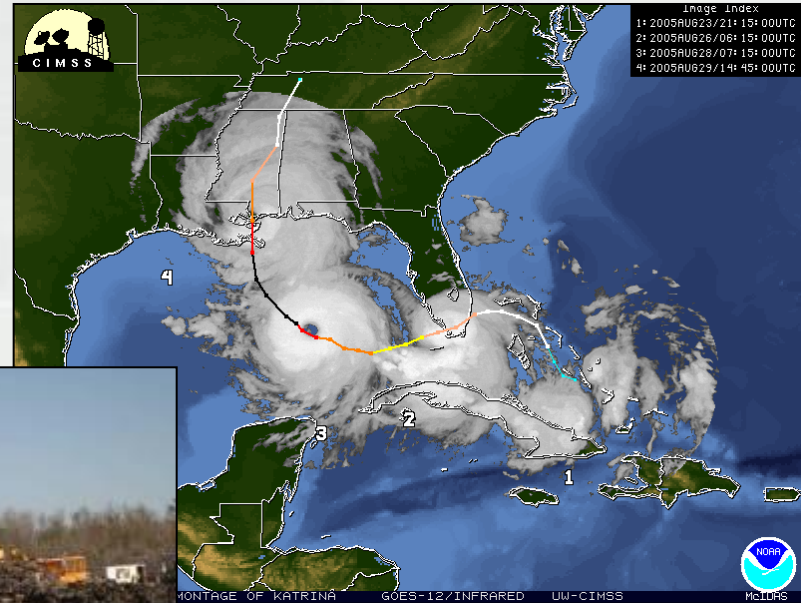 CIMSS
Image Index
1: 2005AUG23/21:15:00UTC
2: 2005AUG26/06:15:00UTC
3: 2005AUG28/07:15:00UTC
4: 2005AUG29/14:45:00UTC
4
3
2
1
NOAA
MONTAGE OF KATRINA GOES-12/INFRARED UW-CIMSS McIDAS